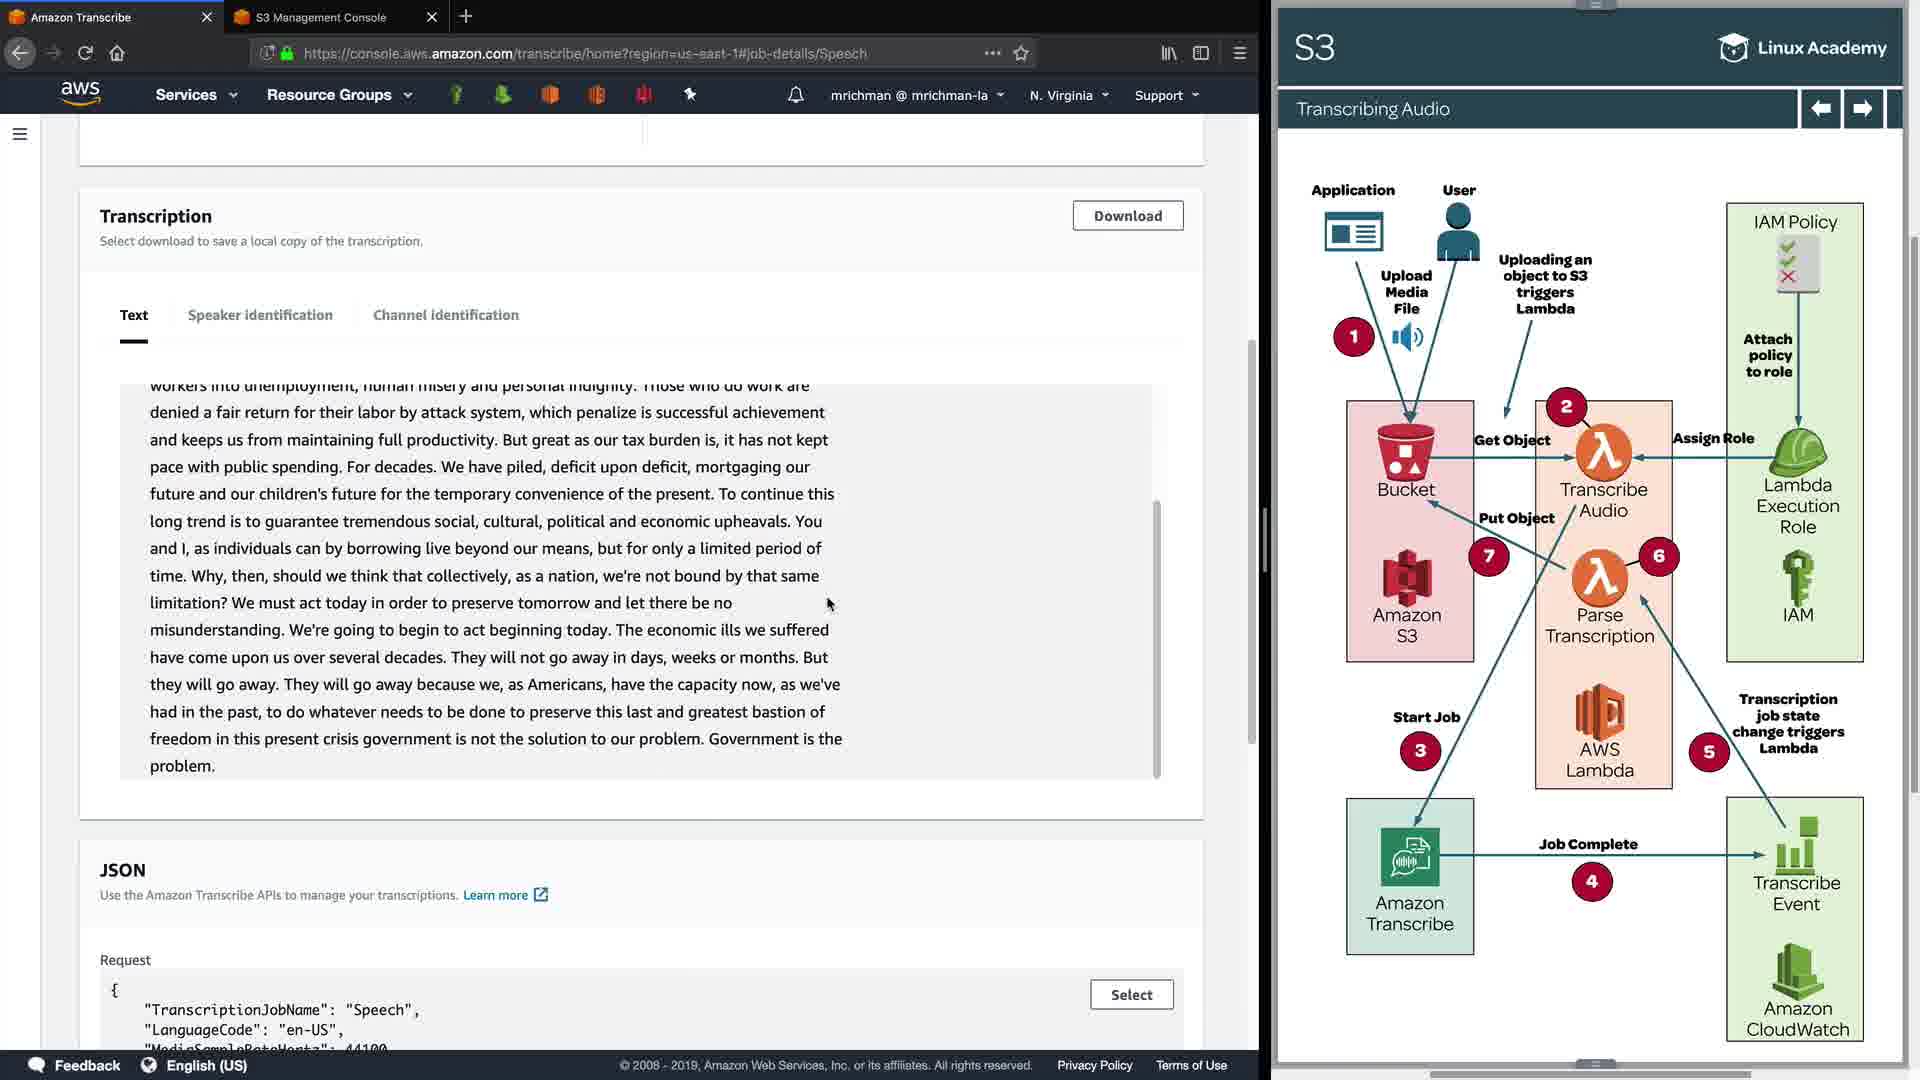 Amazon Transcribe
S3 Management Console
https://console.aws.amazon.com/transcribe/home?region=us-east-1#job-details/Speech
aws
Services
Resource Groups
mrichman @ mrichman-la
N. Virginia
Support
Transcription
Download
Select download to save a local copy of the transcription.
Text
Speaker identification
Channel identification
workers into unemployment, human misery and personal indignity. Those who do work are
denied a fair return for their labor by attack system, which penalize is successful achievement
and keeps us from maintaining full productivity. But great as our tax burden is, it has not kept
pace with public spending. For decades. We have piled, deficit upon deficit, mortgaging our
future and our children's future for the temporary convenience of the present. To continue this
long trend is to guarantee tremendous social, cultural, political and economic upheavals. You
and I, as individuals can by borrowing live beyond our means, but for only a limited period of
time. Why, then, should we think that collectively, as a nation, we're not bound by that same
limitation? We must act today in order to preserve tomorrow and let there be no
misunderstanding. We're going to begin to act beginning today. The economic ills we suffered
have come upon us over several decades. They will not go away in days, weeks or months. But
they will go away. They will go away because we, as Americans, have the capacity now, as we've
had in the past, to do whatever needs to be done to preserve this last and greatest bastion of
freedom in this present crisis government is not the solution to our problem. Government is the
problem.
JSON
Use the Amazon Transcribe APIs to manage your transcriptions. Learn more
Request
Select
{
"TranscriptionJobName": "Speech",
"LanguageCode": "en-US",
"MediaSampleRateHertz": 44100
Feedback
English (US)
© 2008 - 2019, Amazon Web Services, Inc. or its affiliates. All rights reserved.
Privacy Policy
Terms of Use
S3
Linux Academy
Transcribing Audio
Application
User
Upload
Media
File
Uploading an
object to S3
triggers
Lambda
IAM Policy
1
Attach
policy
to role
2
Get Object
Assign Role
Bucket
Transcribe
Audio
Lambda
Execution
Role
Put Object
7
6
Amazon
S3
Parse
Transcription
IAM
Start Job
3
AWS
Lambda
Transcription
job state
change triggers
Lambda
5
Job Complete
4
Amazon
Transcribe
Transcribe
Event
Amazon
CloudWatch